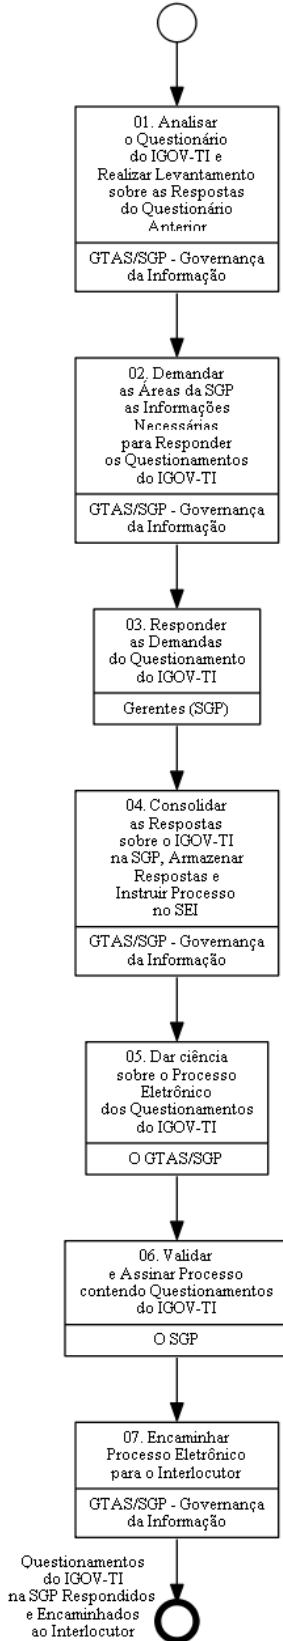 01. Analisar
o Questionário
do IGOV-TI e
Realizar Levantamento
sobre as Respostas
do Questionário
Anterior
GTAS/SGP - Governança
da Informação
02. Demandar
as Áreas da SGP
as Informações
Necessárias
para Responder
os Questionamentos
do IGOV-TI
GTAS/SGP - Governança
da Informação
03. Responder
as Demandas
do Questionamento
do IGOV-TI
Gerentes (SGP)
04. Consolidar
as Respostas
sobre o IGOV-TI
na SGP, Armazenar
Respostas e
Instruir Processo
no SEI
GTAS/SGP - Governança
da Informação
05. Dar ciência
sobre o Processo
Eletrônico
dos Questionamentos
do IGOV-TI
O GTAS/SGP
06. Validar
e Assinar Processo
contendo Questionamentos
do IGOV-TI
O SGP
07. Encaminhar
Processo Eletrônico
para o Interlocutor
GTAS/SGP - Governança
da Informação
Questionamentos
do IGOV-TI
na SGP Respondidos
e Encaminhados
ao Interlocutor